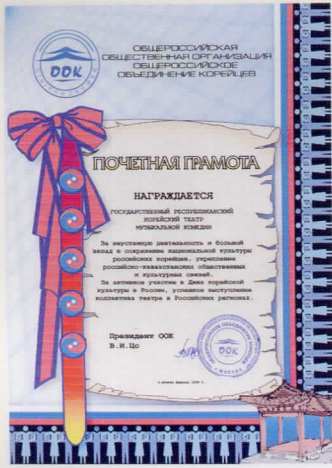 ООК
ОБЩЕРОССИЙСКАЯ
ОБЩЕСТВЕННАЯ ОРГАНИЗАЦИЯ
ОБЩЕРОССИЙСКОЕ
ОБЪЕДИНЕНИЕ КОРЕЙЦЕВ
ПОЧЕТНАЯ ГРАМОТА
НАГРАЖДАЕТСЯ
ГОСУДАРСТВЕННЫЙ РЕСПУБЛИКАНСКИЙ
КОРЕЙСКИЙ ТЕАТР
МУЗЫКАЛЬНОЙ КОМЕДИИ
За неустанную деятельность и большой
вклад в сохранение национальной культуры
российских корейцев, укрепление
российско-казахстанских общественных
и культурных связей.
За активное участие в Днях корейской
культуры в России, успешное выступление
коллектива театра в Российских регионах.
Президент ООК
В.И.Цо
ООК